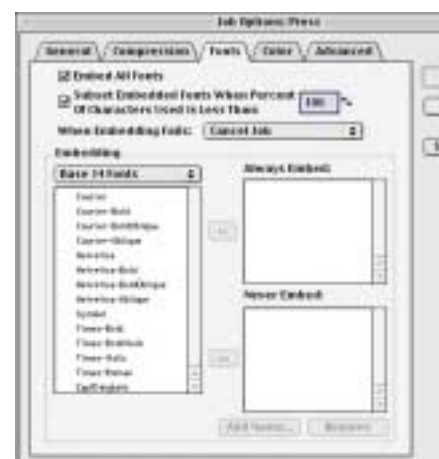 Job Options: Press
General Compression Fonts Color Advanced
Embed All Fonts
Subset Embedded Fonts When Percent
Of Characters Used Is Less Than: 100 %
When Embedding Fails: Cancel Job
Embedding
Base 14 Fonts
Always Embed:
Courier
Courier-Bold
Courier-BoldOblique
Courier-Oblique
Helvetica
Helvetica-Bold
Helvetica-BoldOblique
Helvetica-Oblique
Symbol
Times-Bold
Times-BoldItalic
Times-Italic
Times-Roman
ZapfDingbats
Never Embed:
Add Name... Remove